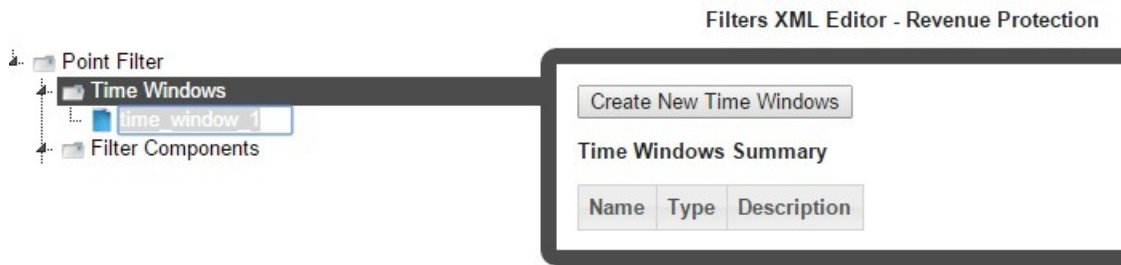 Filters XML Editor - Revenue Protection
Point Filter
Time Windows
time_window_1
Filter Components
Create New Time Windows
Time Windows Summary
Name Type Description